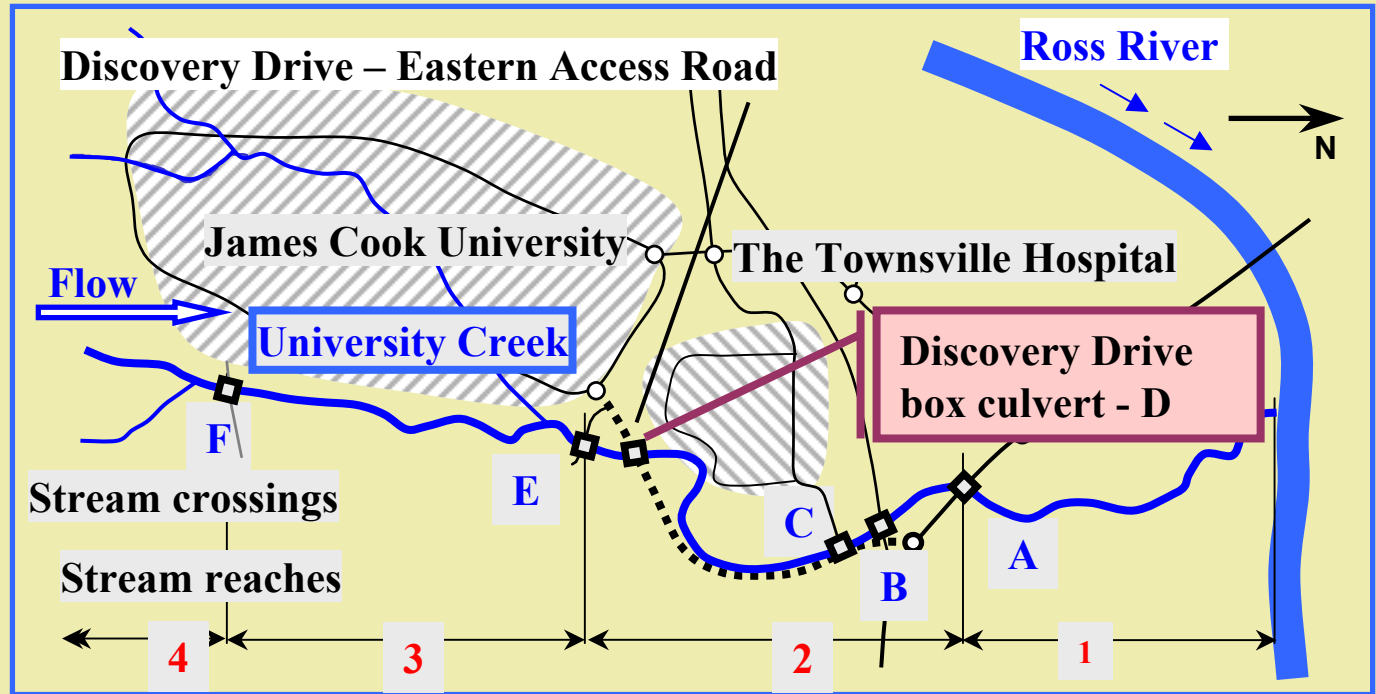 Discovery Drive – Eastern Access Road
Ross River
N
James Cook University
The Townsville Hospital
Flow
University Creek
Discovery Drive
box culvert - D
F
E
C
B
A
Stream crossings
Stream reaches
4
3
2
1